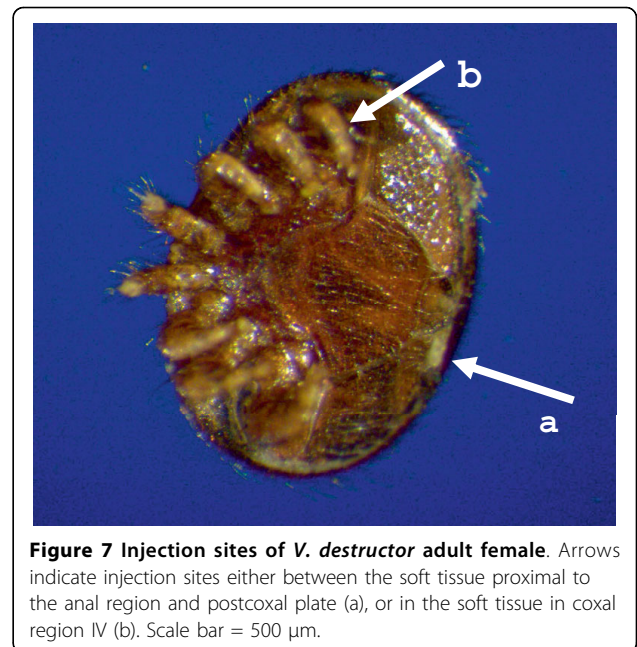 b
a
Figure 7 Injection sites of V. destructor adult female. Arrows
indicate injection sites either between the soft tissue proximal to
the anal region and postcoxal plate (a), or in the soft tissue in coxal
region IV (b). Scale bar = 500 μm.